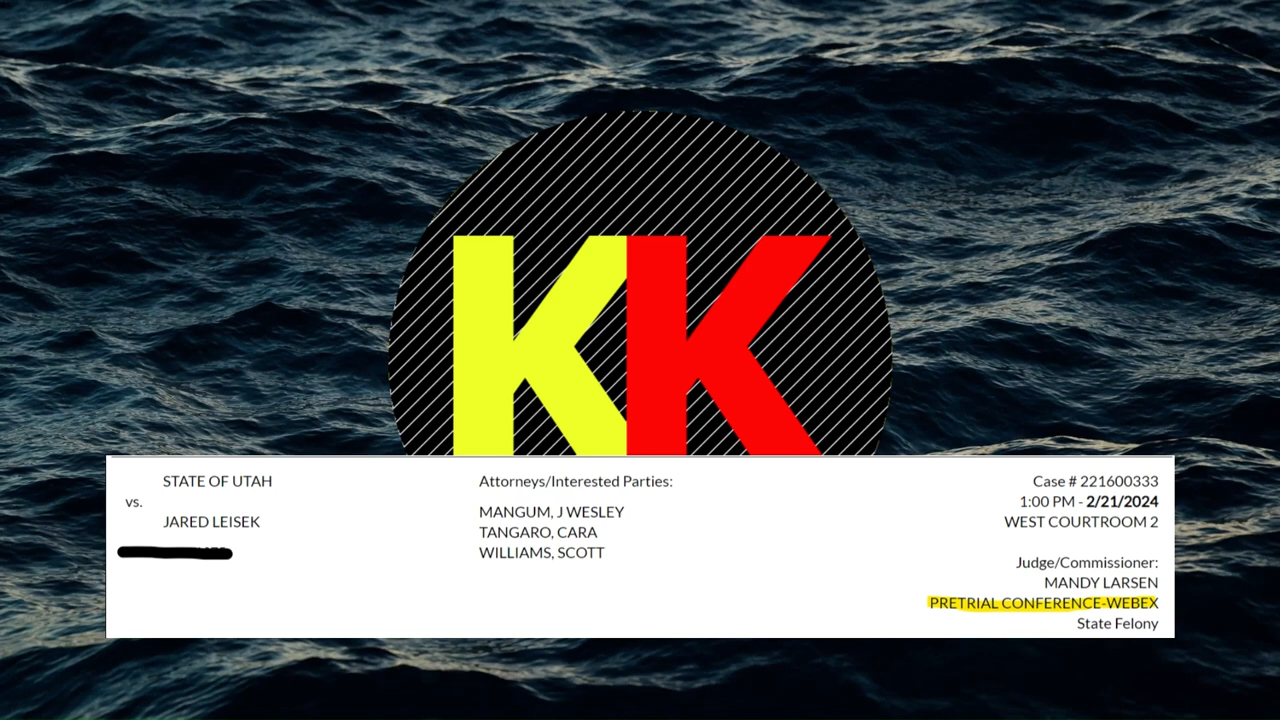 KK
STATE OF UTAH
vs.
JARED LEISEK
Attorneys/Interested Parties:
MANGUM, J WESLEY
TANGARO, CARA
WILLIAMS, SCOTT
Case # 221600333
1:00 PM - 2/21/2024
WEST COURTROOM 2
Judge/Commissioner:
MANDY LARSEN
PRETRIAL CONFERENCE-WEBEX
State Felony